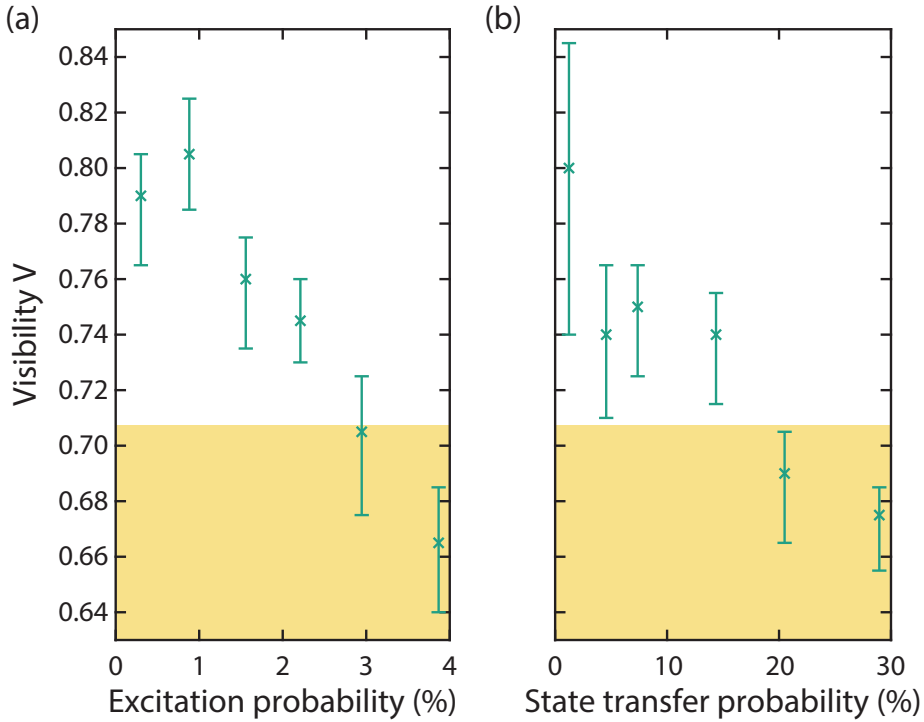 (a)
(b)
0.84
0.82
0.80
0.78
0.76
0.74
0.72
0.70
0.68
0.66
0.64
Visibility V
0 1 2 3 4
0 10 20 30
Excitation probability (%)
State transfer probability (%)